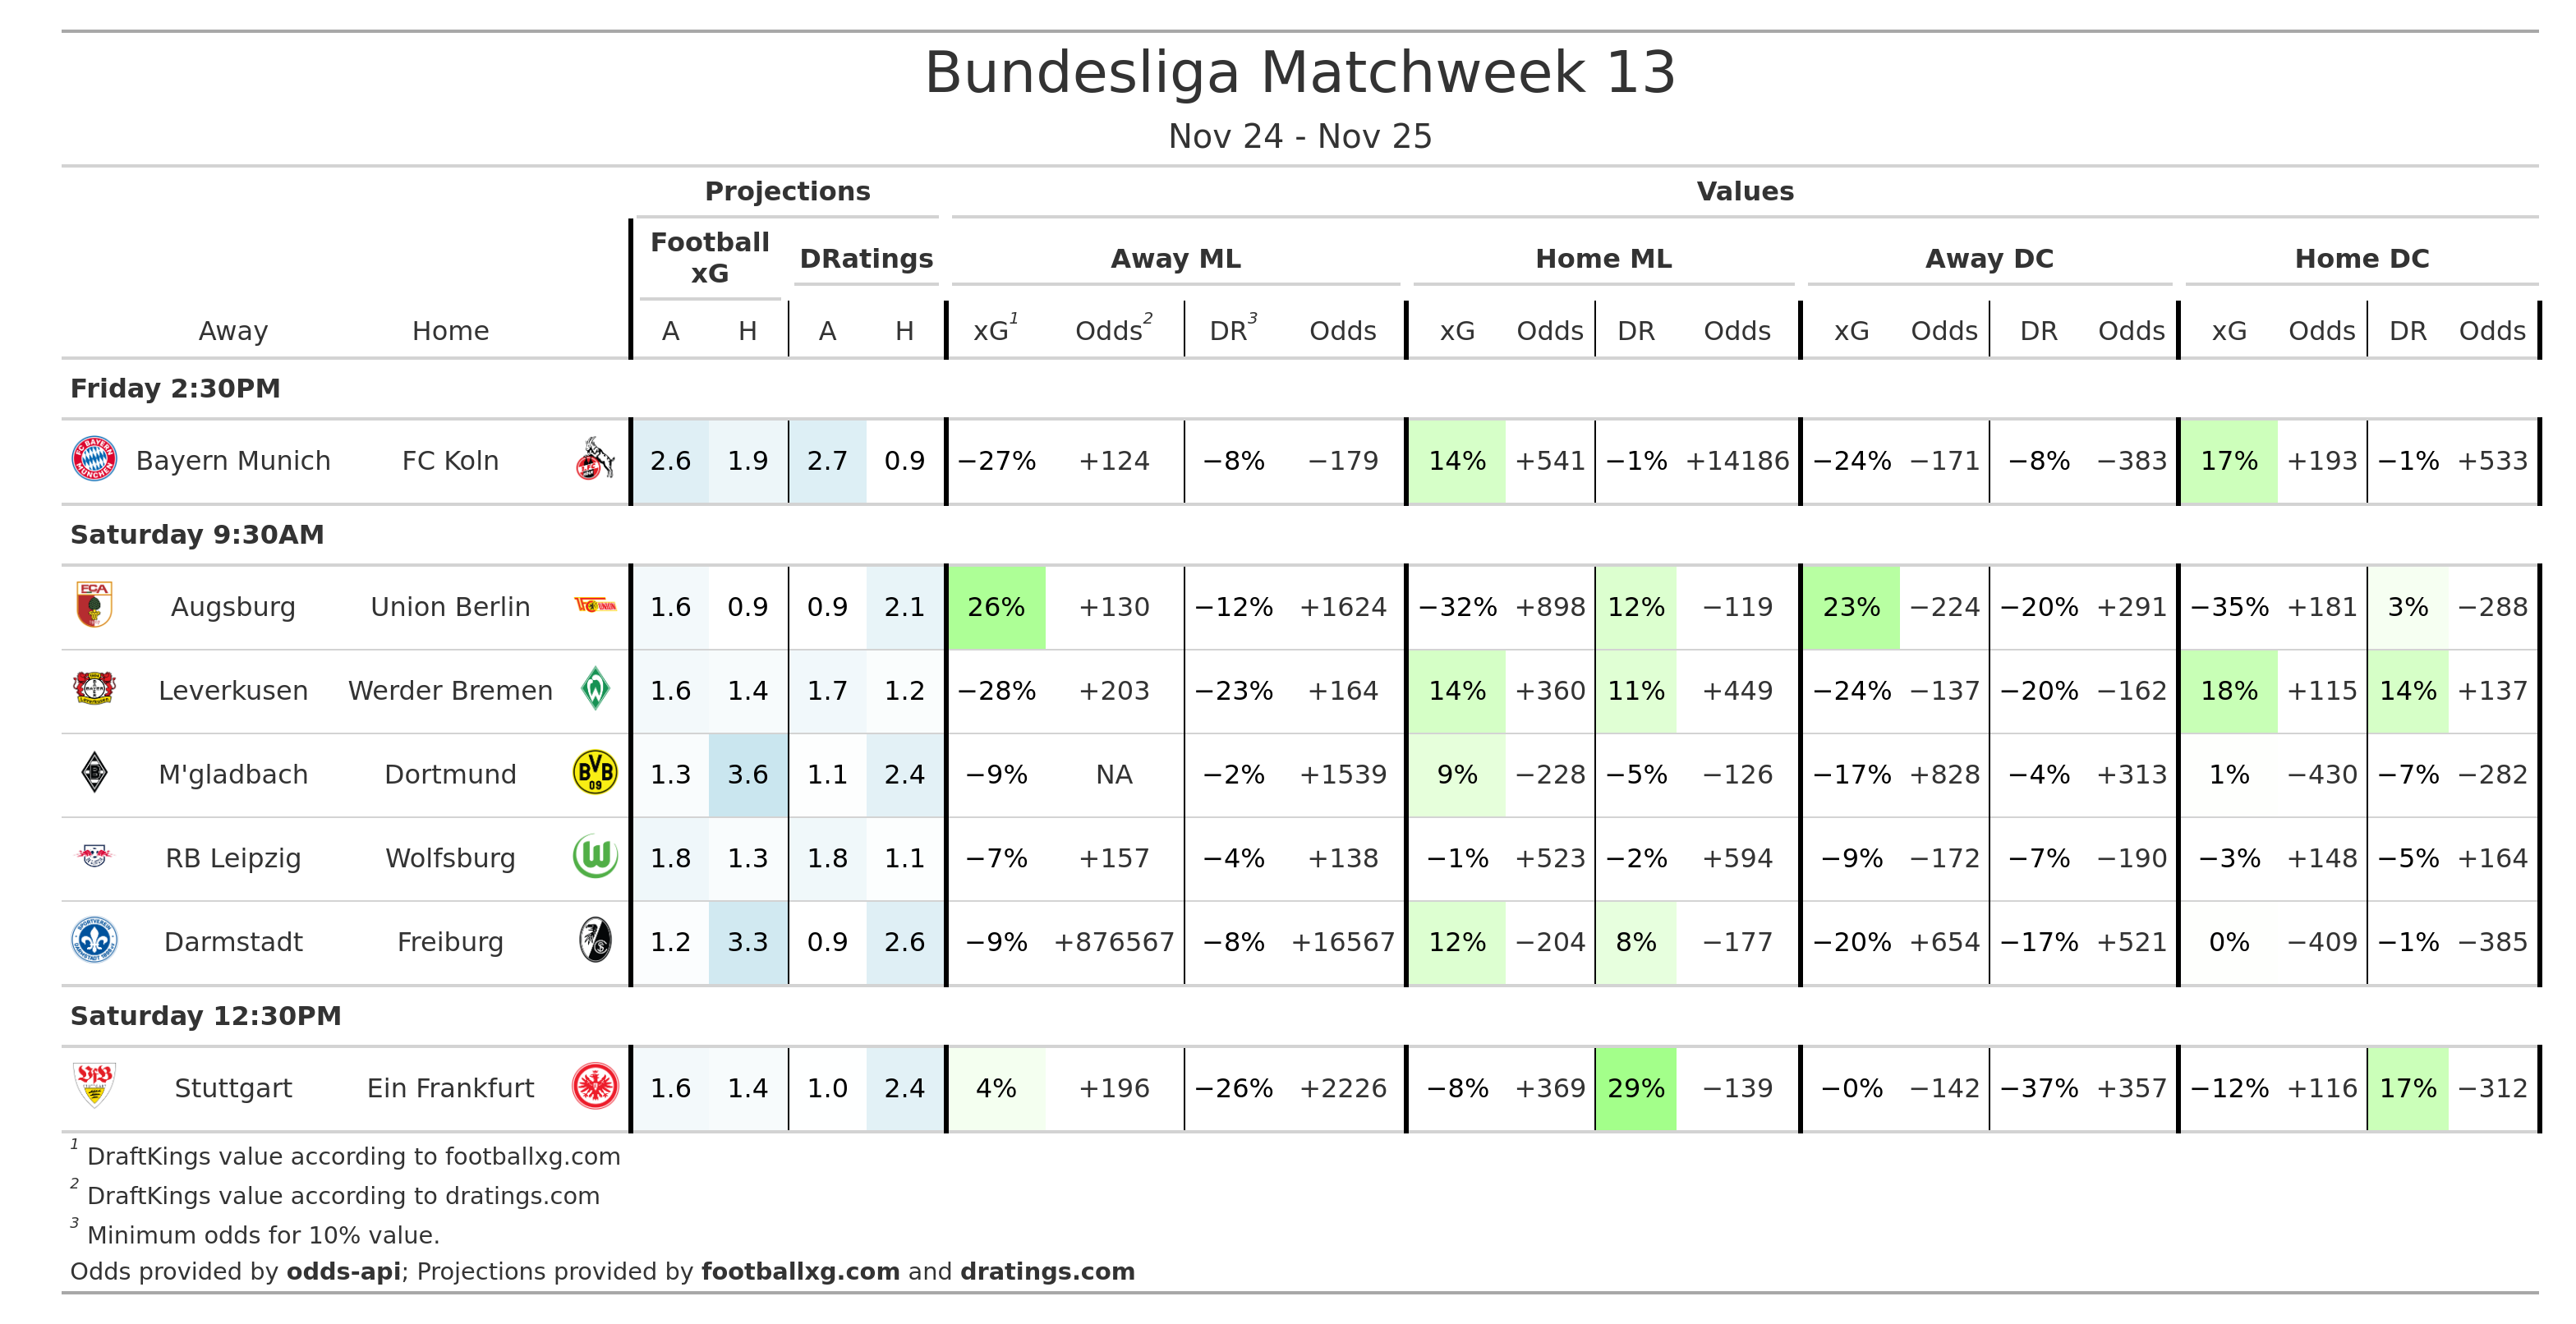 Bundesliga Matchweek 13
Nov 24 - Nov 25
Projections Values
Football xG DRatings Away ML Home ML Away DC Home DC
Away Home A H A H xG1 Odds2 DR3 Odds xG Odds DR Odds xG Odds DR Odds xG Odds DR Odds
Friday 2:30PM
Bayern Munich FC Koln 2.6 1.9 2.7 0.9 −27% +124 −8% −179 14% +541 −1% +14186 −24% −171 −8% −383 17% +193 −1% +533
Saturday 9:30AM
Augsburg Union Berlin 1.6 0.9 0.9 2.1 26% +130 −12% +1624 −32% +898 12% −119 23% −224 −20% +291 −35% +181 3% −288
Leverkusen Werder Bremen 1.6 1.4 1.7 1.2 −28% +203 −23% +164 14% +360 11% +449 −24% −137 −20% −162 18% +115 14% +137
M'gladbach Dortmund 1.3 3.6 1.1 2.4 −9% NA −2% +1539 9% −228 −5% −126 −17% +828 −4% +313 1% −430 −7% −282
RB Leipzig Wolfsburg 1.8 1.3 1.8 1.1 −7% +157 −4% +138 −1% +523 −2% +594 −9% −172 −7% −190 −3% +148 −5% +164
Darmstadt Freiburg 1.2 3.3 0.9 2.6 −9% +876567 −8% +16567 12% −204 8% −177 −20% +654 −17% +521 0% −409 −1% −385
Saturday 12:30PM
Stuttgart Ein Frankfurt 1.6 1.4 1.0 2.4 4% +196 −26% +2226 −8% +369 29% −139 −0% −142 −37% +357 −12% +116 17% −312
1 DraftKings value according to footballxg.com
2 DraftKings value according to dratings.com
3 Minimum odds for 10% value.
Odds provided by odds-api; Projections provided by footballxg.com and dratings.com